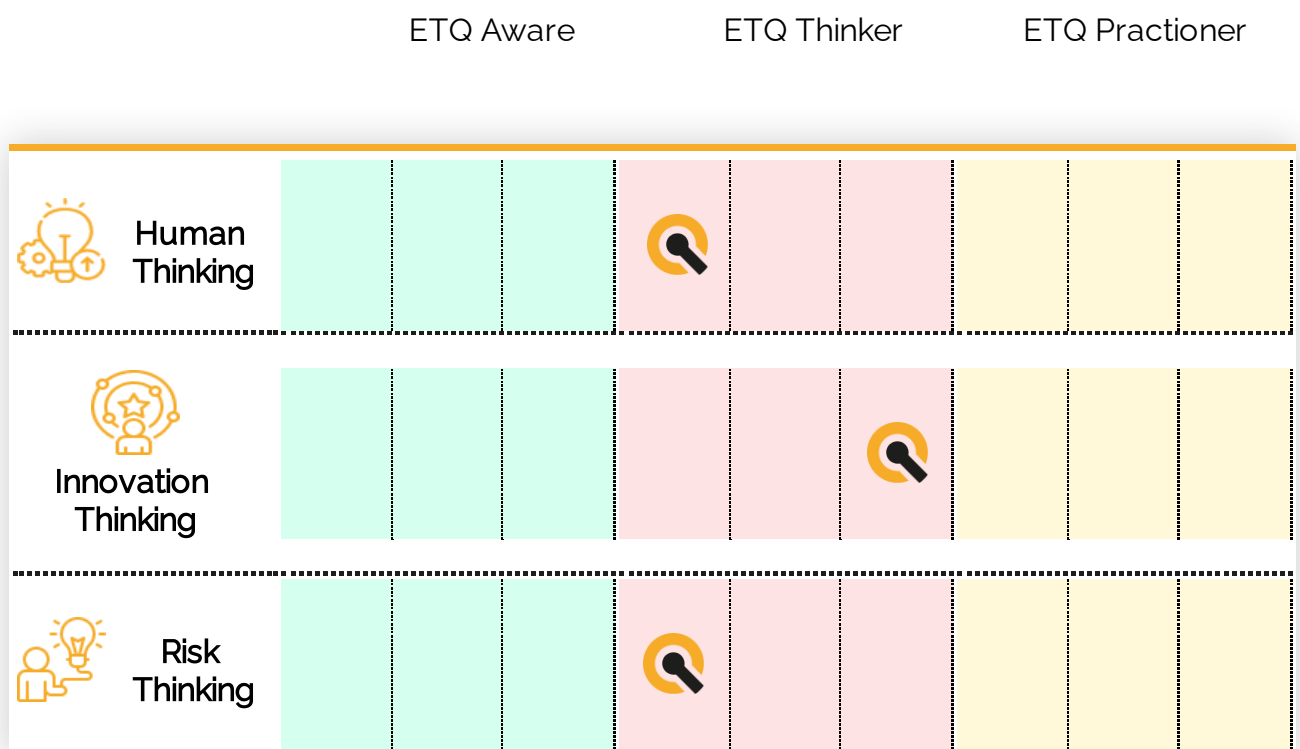 ETQ Aware
ETQ Thinker
ETQ Practioner
Human
Thinking
Innovation
Thinking
Risk
Thinking